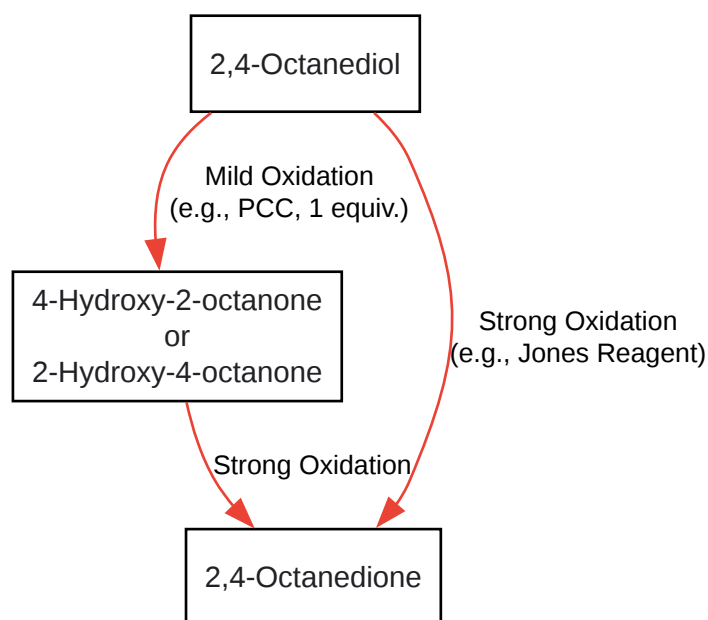 2,4-Octanediol
Mild Oxidation
(e.g., PCC, 1 equiv.)
4-Hydroxy-2-octanone
or
2-Hydroxy-4-octanone
Strong Oxidation
(e.g., Jones Reagent)
Strong Oxidation
2,4-Octanedione